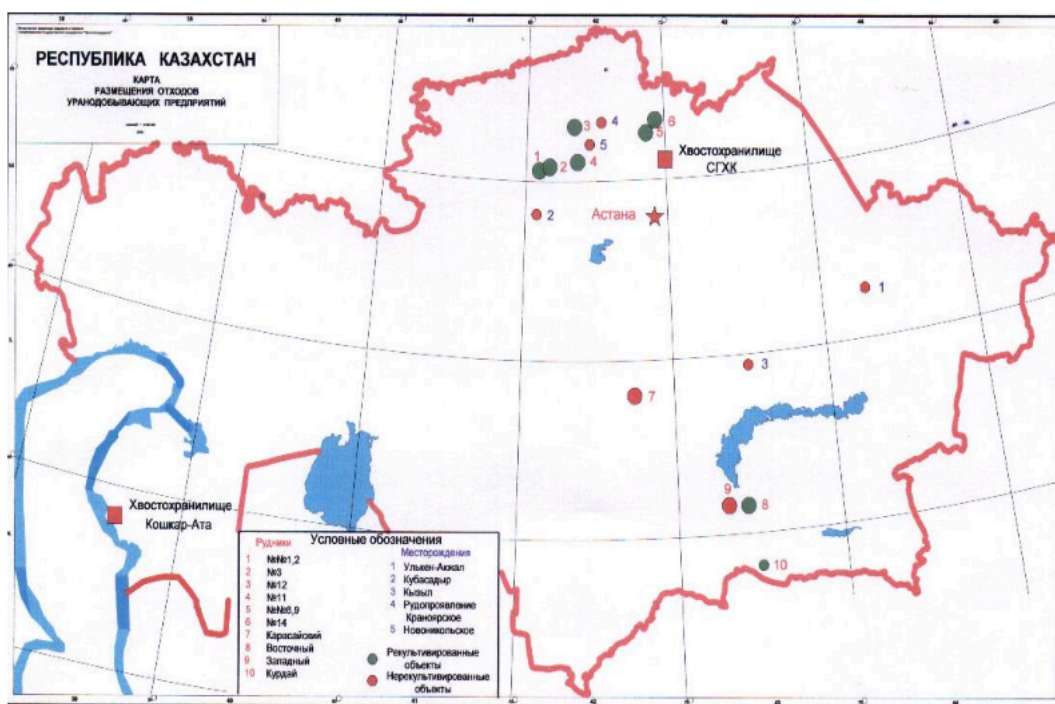 РЕСПУБЛИКА КАЗАХСТАН
КАРТА
РАЗМЕЩЕНИЯ ОТХОДОВ
УРАНОДОБЫВАЮЩИХ ПРЕДПРИЯТИЙ
3
4
6
5
5
1
2
4
Хвостохранилище
СГХК
2
Астана
1
3
7
9
8
10
Хвостохранилище
Кошкар-Ата
Условные обозначения
Рудники
1 №№1,2
2 №3
3 №12
4 №11
5 №№8,9
6 №14
7 Карасайский
8 Восточный
9 Западный
10 Курдай
Месторождения
1 Улькен-Аккал
2 Кубасадыр
3 Кызыл
4 Рудопроявление
Краноярское
5 Новоникольское
Рекультивированные
объекты
Нерекультивированные
объекты